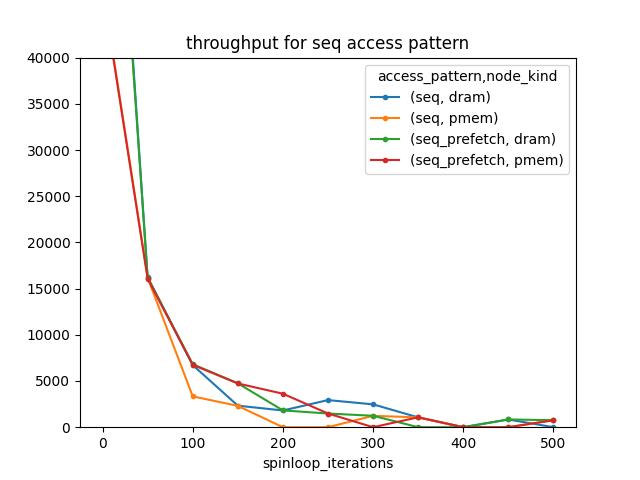 throughput for seq access pattern
40000
35000
30000
25000
20000
15000
10000
5000
0
access_pattern,node_kind
(seq, dram)
(seq, pmem)
(seq_prefetch, dram)
(seq_prefetch, pmem)
0 100 200 300 400 500
spinloop_iterations